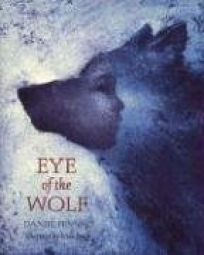 EYE
of the
WOLF
DANIEL PENNAC